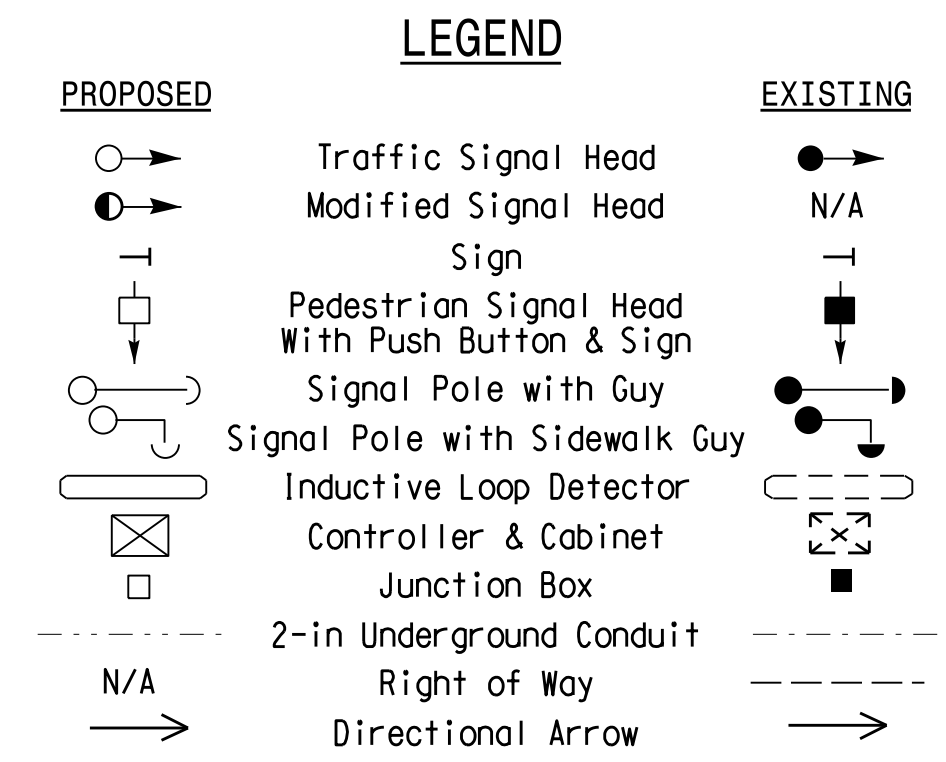 LEGEND
PROPOSED EXISTING
Traffic Signal Head
Modified Signal Head N/A
Sign
Pedestrian Signal Head
With Push Button & Sign
Signal Pole with Guy
Signal Pole with Sidewalk Guy
Inductive Loop Detector
Controller & Cabinet
Junction Box
2-in Underground Conduit
N/A Right of Way
Directional Arrow